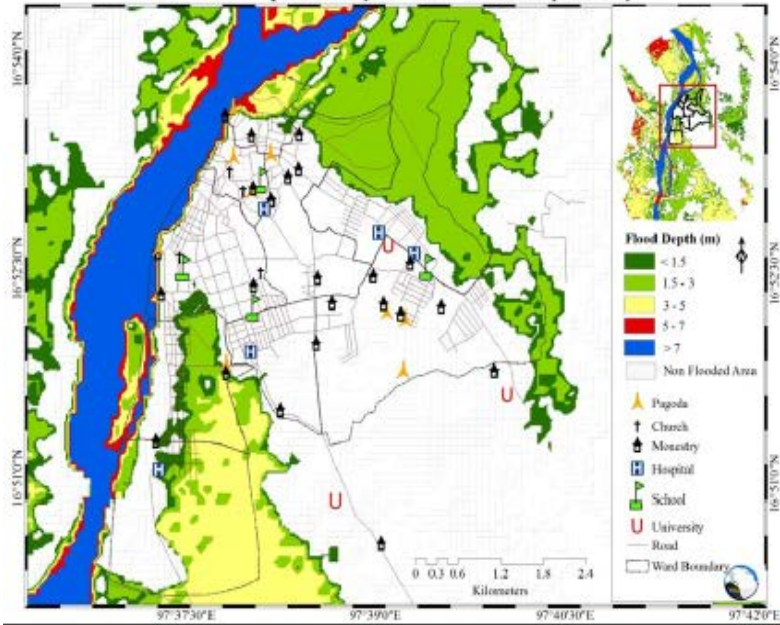 16°54'0"N
16°52'30"N
16°51'0"N
16°54'0"N
16°52'30"N
16°51'0"N
97°37'30"E
97°39'0"E
97°40'30"E
97°42'0"E
N
Flood Depth (m)
< 1.5
1.5 - 3
3 - 5
5 - 7
> 7
Non Flooded Area
Pagoda
Church
Monestry
H Hospital
School
U University
Road
Ward Boundary
0 0.3 0.6 1.2 1.8 2.4
Kilometers
H
H
H
H
H
U
U
U